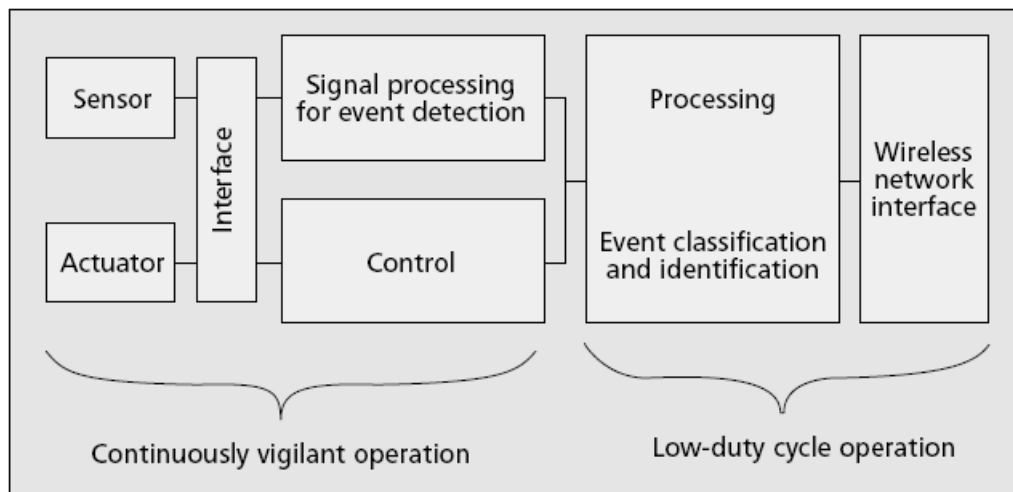 Sensor
Actuator
Interface
Signal processing
for event detection
Control
Processing
Event classification
and identification
Wireless
network
interface
Continuously vigilant operation
Low-duty cycle operation